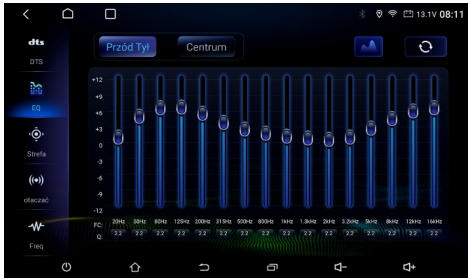 13.1V 08:11
dts
DTS
EQ
Strefa
otaczać
Freq
Przód Tył
Centrum
+12
+9
+6
+3
0
-3
-6
-9
-12
FC: 20Hz 50Hz 80Hz 125Hz 200Hz 315Hz 500Hz 800Hz 1kHz 1.3kHz 2kHz 3.2kHz 5kHz 8kHz 12kHz 16kHz
Q: 2.2 2.2 2.2 2.2 2.2 2.2 2.2 2.2 2.2 2.2 2.2 2.2 2.2 2.2 2.2 2.2